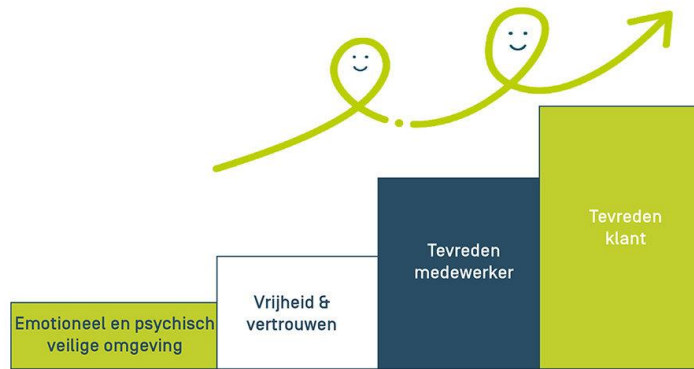 Emotioneel en psychisch
veilige omgeving
Vrijheid &
vertrouwen
Tevreden
medewerker
Tevreden
klant